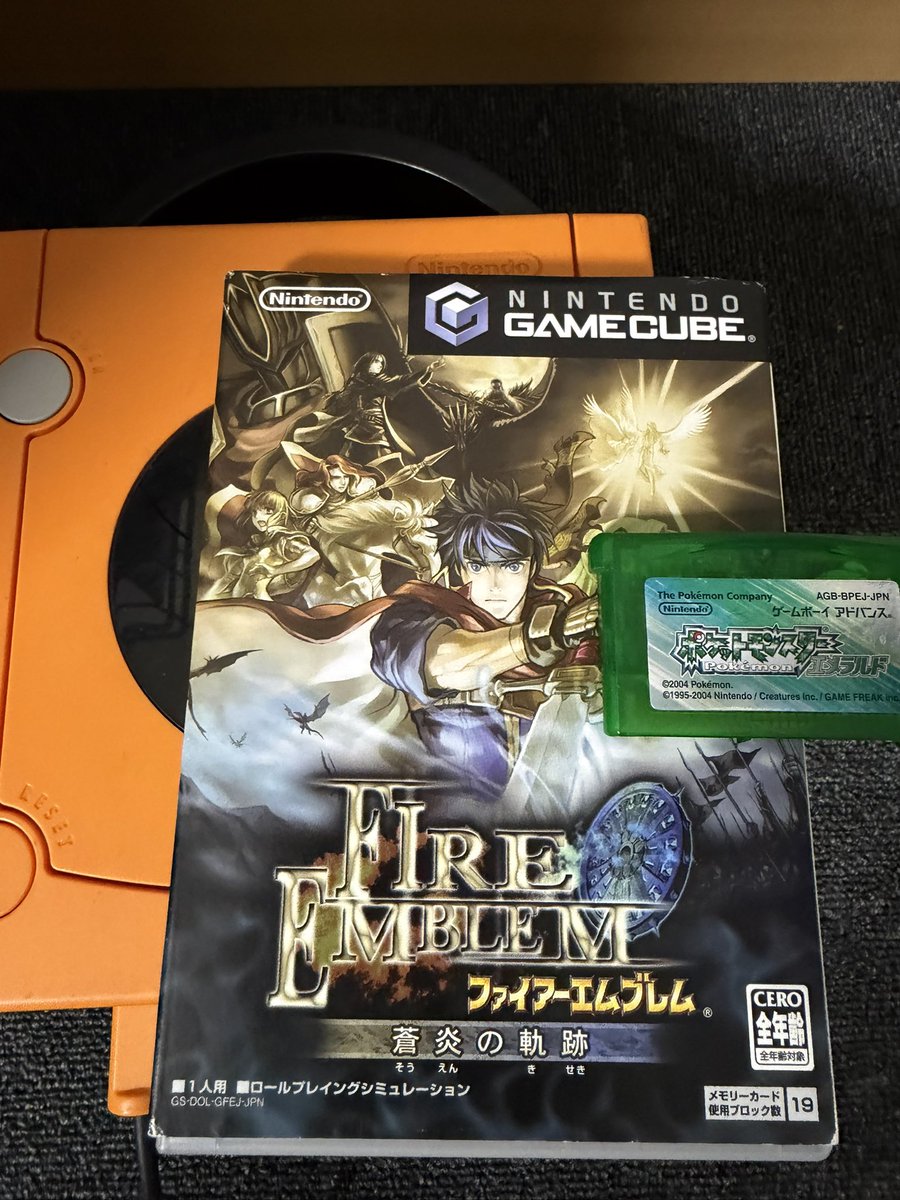 Nintendo
Nintendo®
NINTENDO
GAMECUBE®
The Pokémon Company
AGB-BPEJ-JPN
Nintendo
ゲームボーイ アドバンス®
ポケットモンスター
Pokémon
エメラルド
©2004 Pokémon.
©1995-2004 Nintendo / Creatures inc. / GAME FREAK inc.
RESET
FIRE
EMBLEM
ファイアーエムブレム®
蒼炎の軌跡
そう えん き せき
CERO
全年齢
全年齢対象
■1人用 ■ロールプレイングシミュレーション
GS-DOL-GFEJ-JPN
メモリーカード
使用ブロック数
19